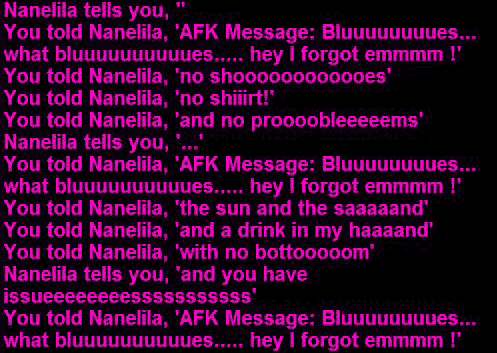 Nanelila tells you, ''
You told Nanelila, 'AFK Message: Bluuuuuuuues...
what bluuuuuuuuuues..... hey I forgot emmmm !'
You told Nanelila, 'no shoooooooooooes'
You told Nanelila, 'no shiiirt!'
You told Nanelila, 'and no proooobleeeeems'
Nanelila tells you, '...'
You told Nanelila, 'AFK Message: Bluuuuuuuues...
what bluuuuuuuuuues..... hey I forgot emmmm !'
You told Nanelila, 'the sun and the saaaaand'
You told Nanelila, 'and a drink in my haaaand'
You told Nanelila, 'with no bottooooom'
Nanelila tells you, 'and you have
issueeeeeeeesssssssssss'
You told Nanelila, 'AFK Message: Bluuuuuuuues...
what bluuuuuuuuuues..... hey I forgot emmmm !'